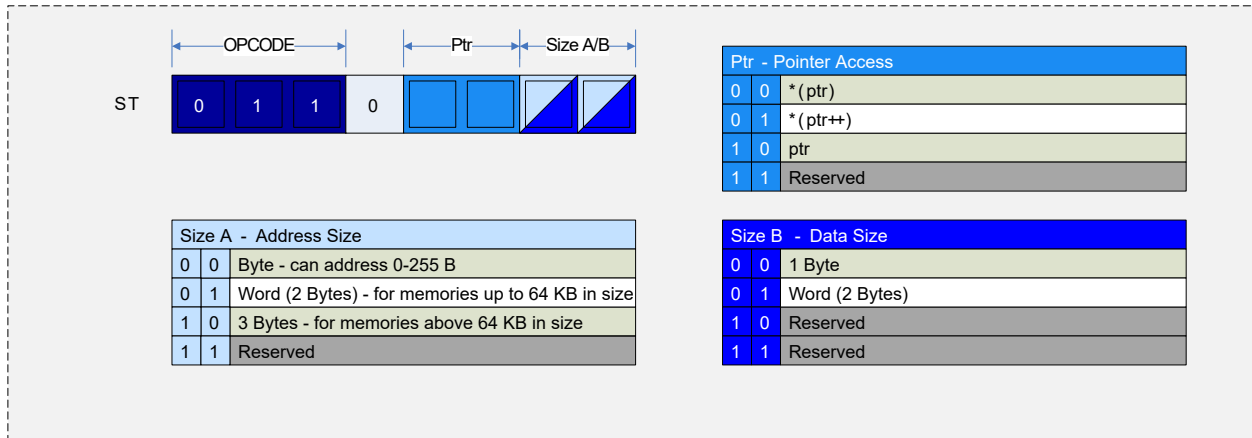 OPCODE Ptr Size A/B
ST 0 1 1 0
Ptr - Pointer Access
0 0 *(ptr)
0 1 *(ptr++)
1 0 ptr
1 1 Reserved
Size A - Address Size
0 0 Byte - can address 0-255 B
0 1 Word (2 Bytes) - for memories up to 64 KB in size
1 0 3 Bytes - for memories above 64 KB in size
1 1 Reserved
Size B - Data Size
0 0 1 Byte
0 1 Word (2 Bytes)
1 0 Reserved
1 1 Reserved